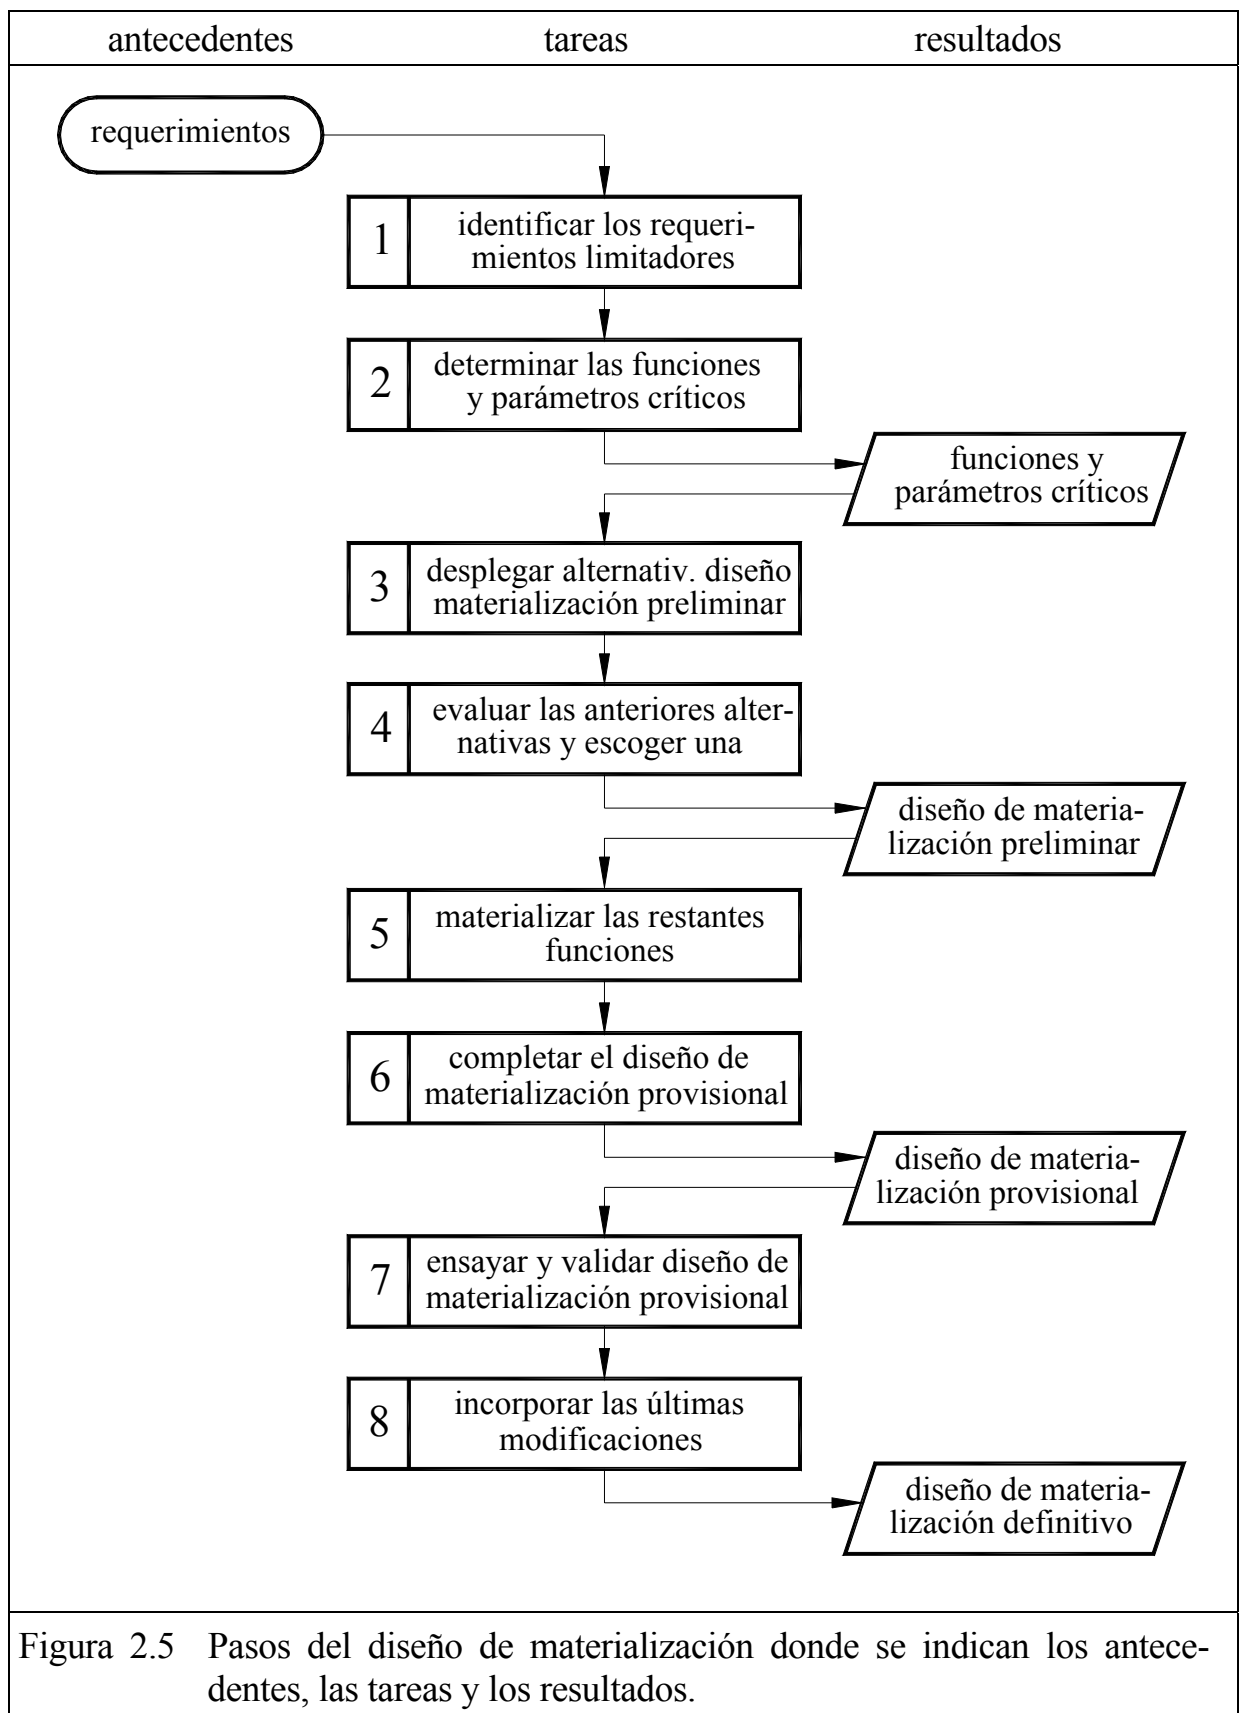 antecedentes tareas resultados
requerimientos
1 identificar los requeri-
mientos limitadores
2 determinar las funciones
y parámetros críticos
funciones y
parámetros críticos
3 desplegar alternativ. diseño
materialización preliminar
4 evaluar las anteriores alter-
nativas y escoger una
diseño de materia-
lización preliminar
5 materializar las restantes
funciones
6 completar el diseño de
materialización provisional
diseño de materia-
lización provisional
7 ensayar y validar diseño de
materialización provisional
8 incorporar las últimas
modificaciones
diseño de materia-
lización definitivo
Figura 2.5 Pasos del diseño de materialización donde se indican los antece-
dentes, las tareas y los resultados.